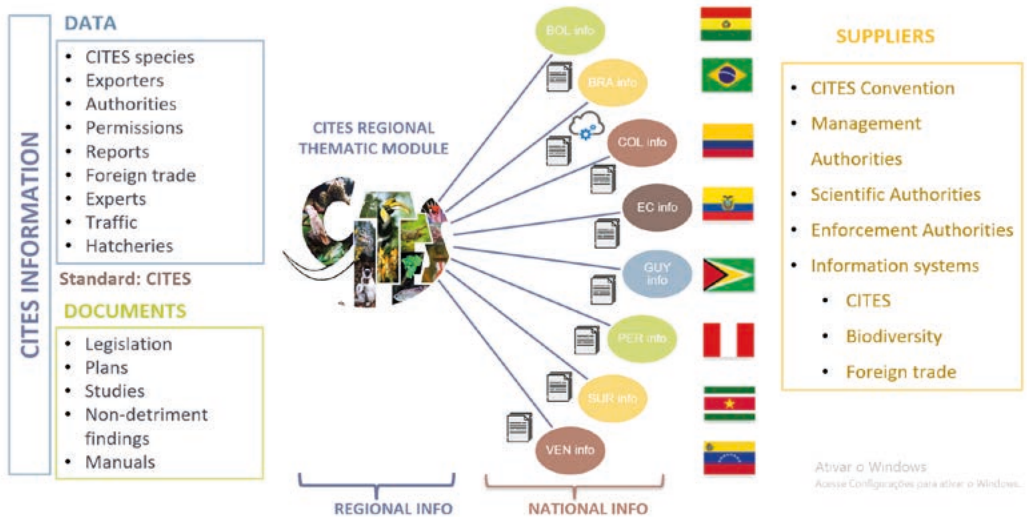 CITES INFORMATION
DATA
• CITES species
• Exporters
• Authorities
• Permissions
• Reports
• Foreign trade
• Experts
• Traffic
• Hatcheries
Standard: CITES
DOCUMENTS
• Legislation
• Plans
• Studies
• Non-detriment
findings
• Manuals
CITES REGIONAL
THEMATIC MODULE
CITES
BOL info
BRA info
COL info
EC info
GUY
info
PER info
SUR info
VEN info
REGIONAL INFO
NATIONAL INFO
SUPPLIERS
• CITES Convention
• Management
Authorities
• Scientific Authorities
• Enforcement Authorities
• Information systems
• CITES
• Biodiversity
• Foreign trade
Ativar o Windows
Acesse Configurações para ativar o Windows.